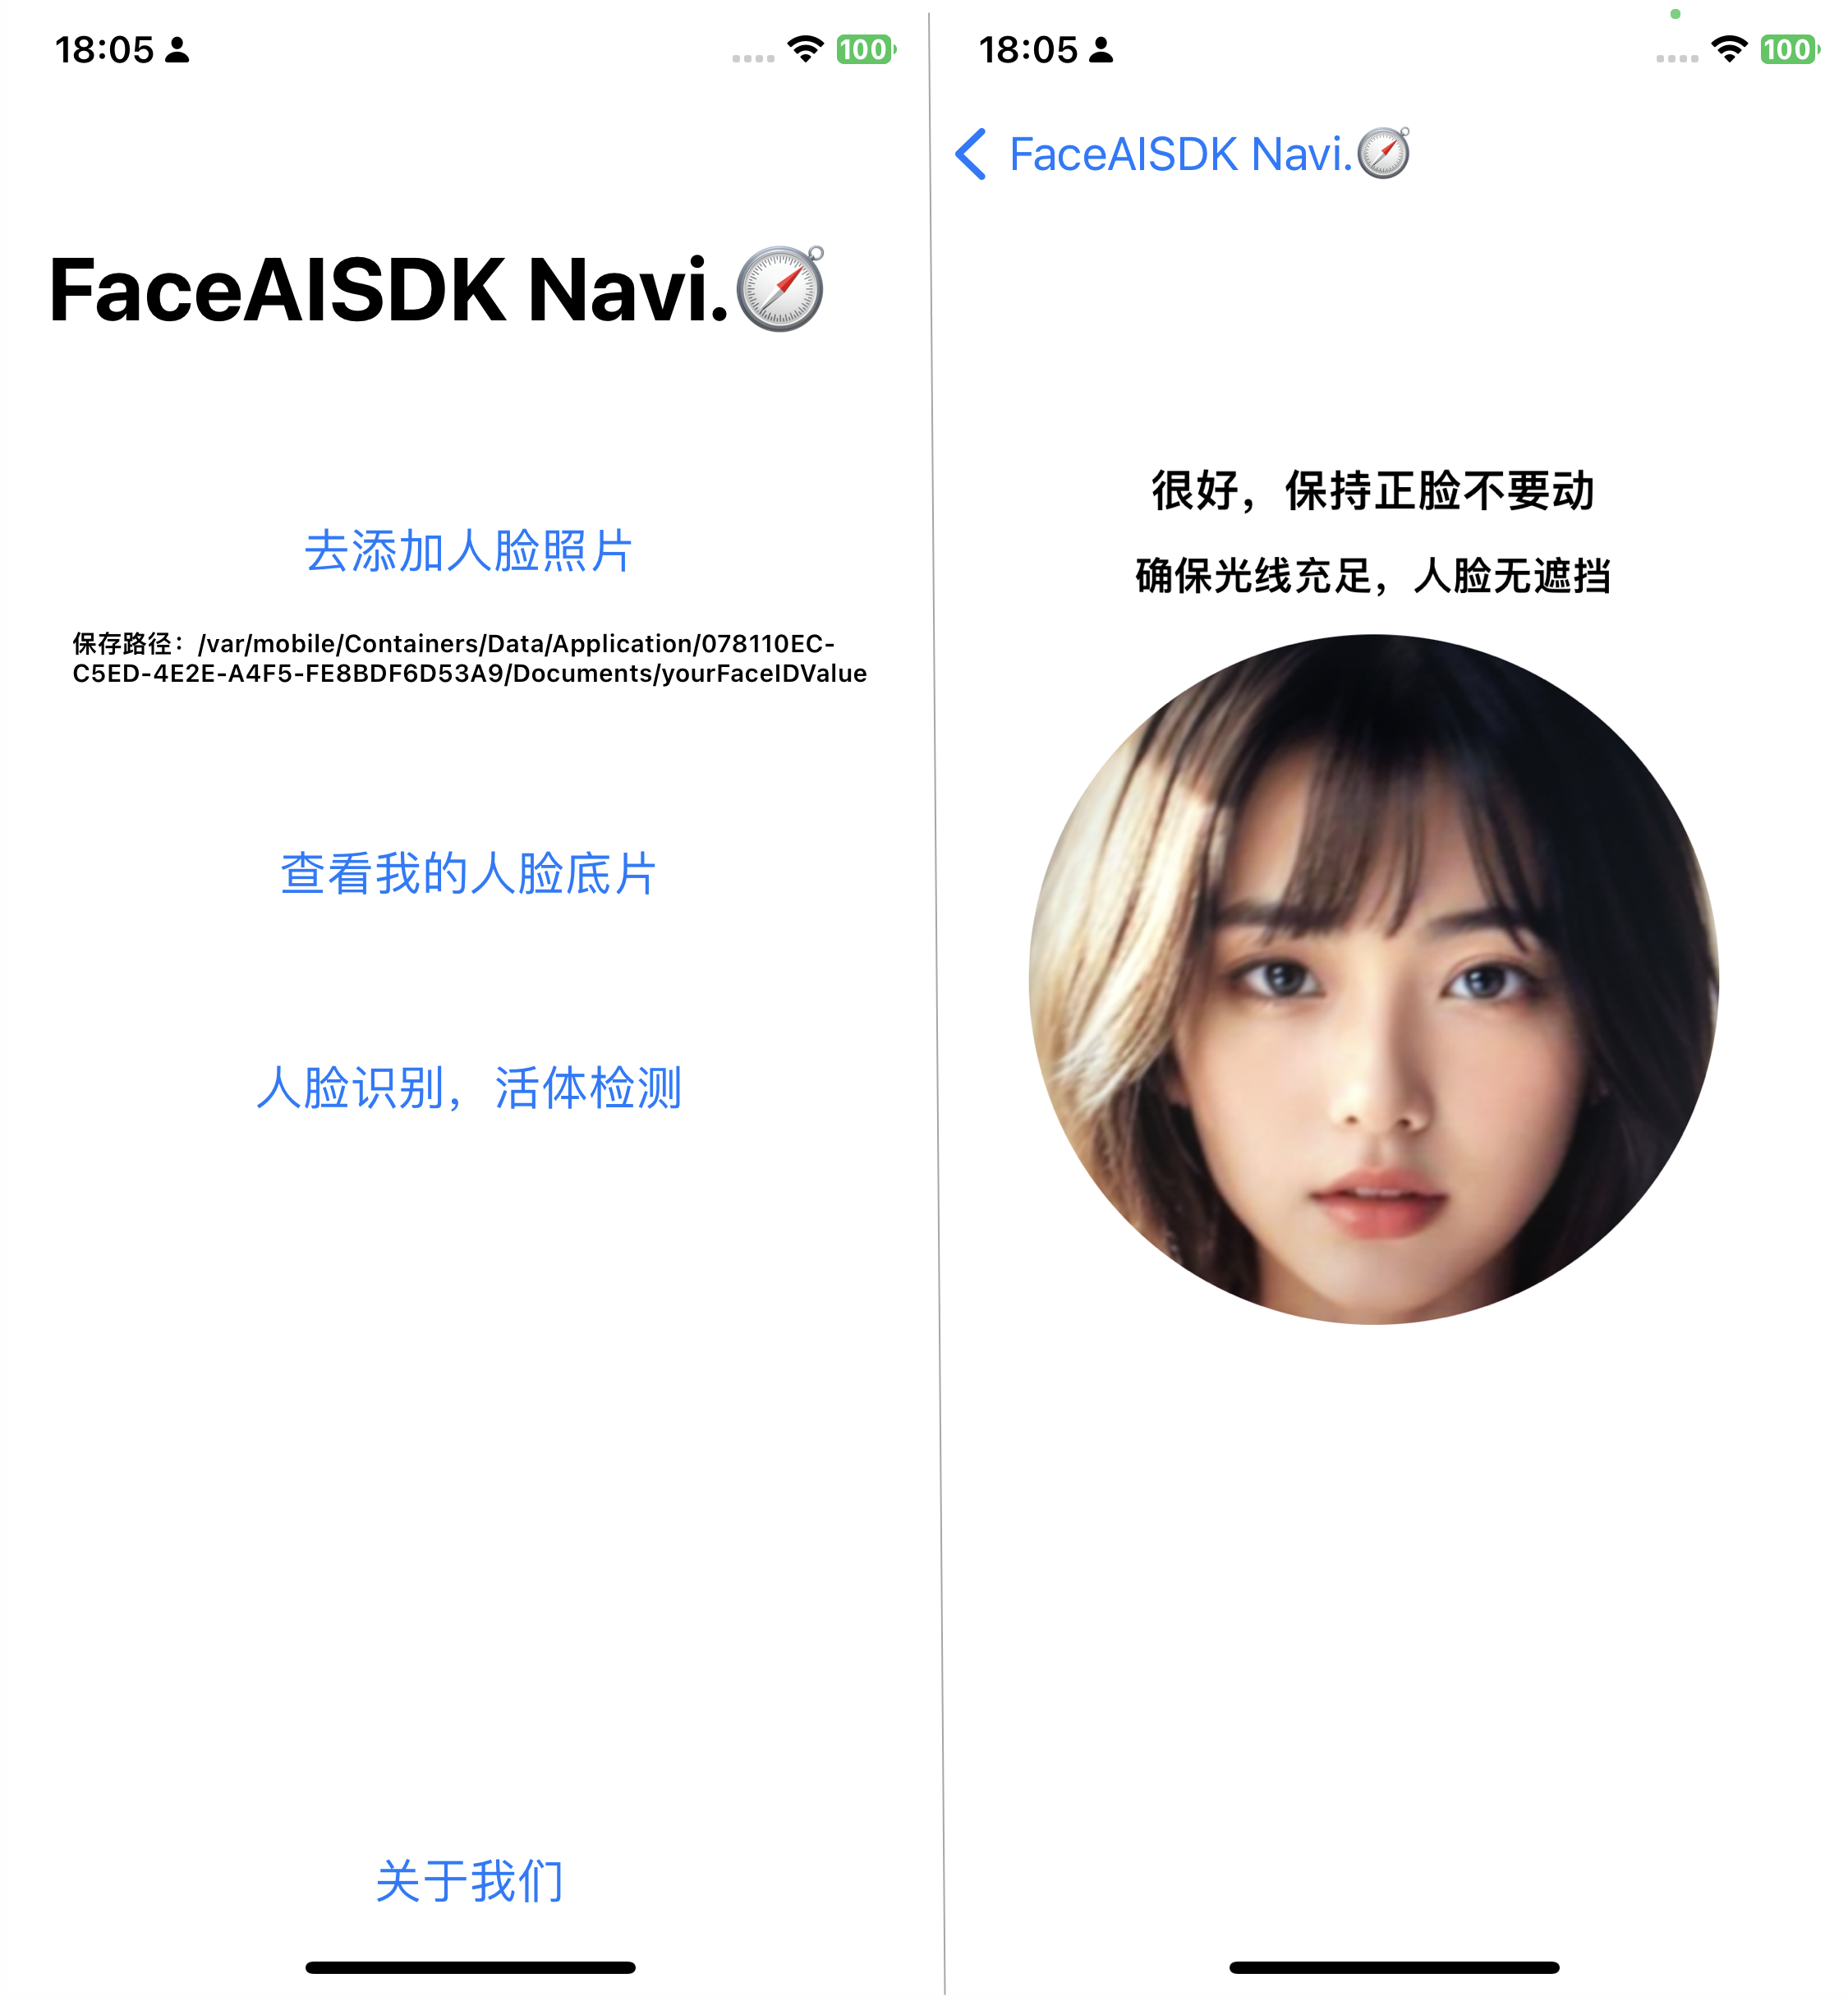 18:05
100
FaceAISDK Navi.
去添加人脸照片
保存路径：/var/mobile/Containers/Data/Application/078110EC-
C5ED-4E2E-A4F5-FE8BDF6D53A9/Documents/yourFaceIDValue
查看我的人脸底片
人脸识别，活体检测
关于我们
18:05
100
FaceAISDK Navi.
很好，保持正脸不要动
确保光线充足，人脸无遮挡